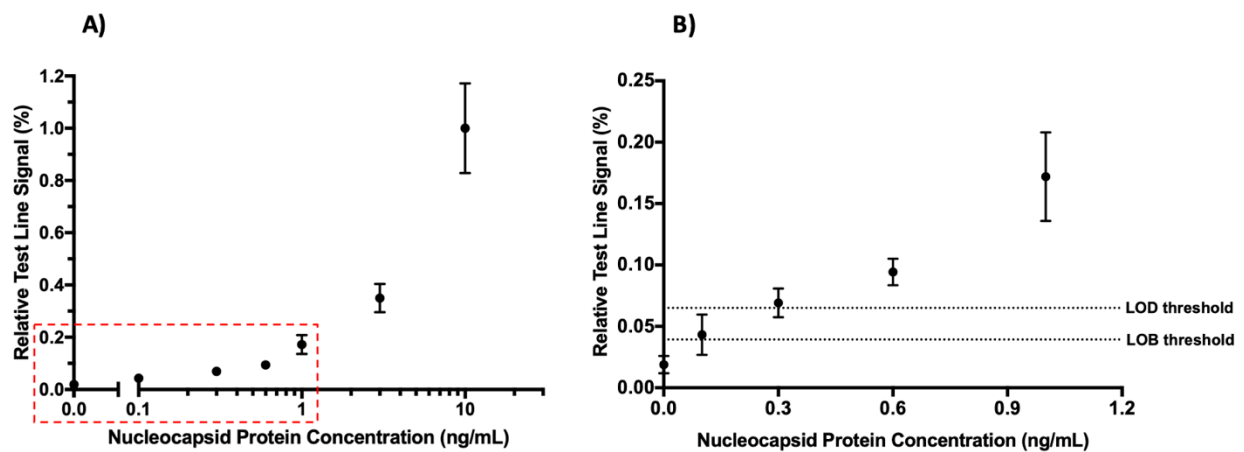 A)
Relative Test Line Signal (%)
1.2
1.0
0.8
0.6
0.4
0.2
0.0
0.0 0.1 1 10
Nucleocapsid Protein Concentration (ng/mL)
B)
Relative Test Line Signal (%)
0.25
0.20
0.15
0.10
0.05
0.00
LOD threshold
LOB threshold
0.0 0.3 0.6 0.9 1.2
Nucleocapsid Protein Concentration (ng/mL)